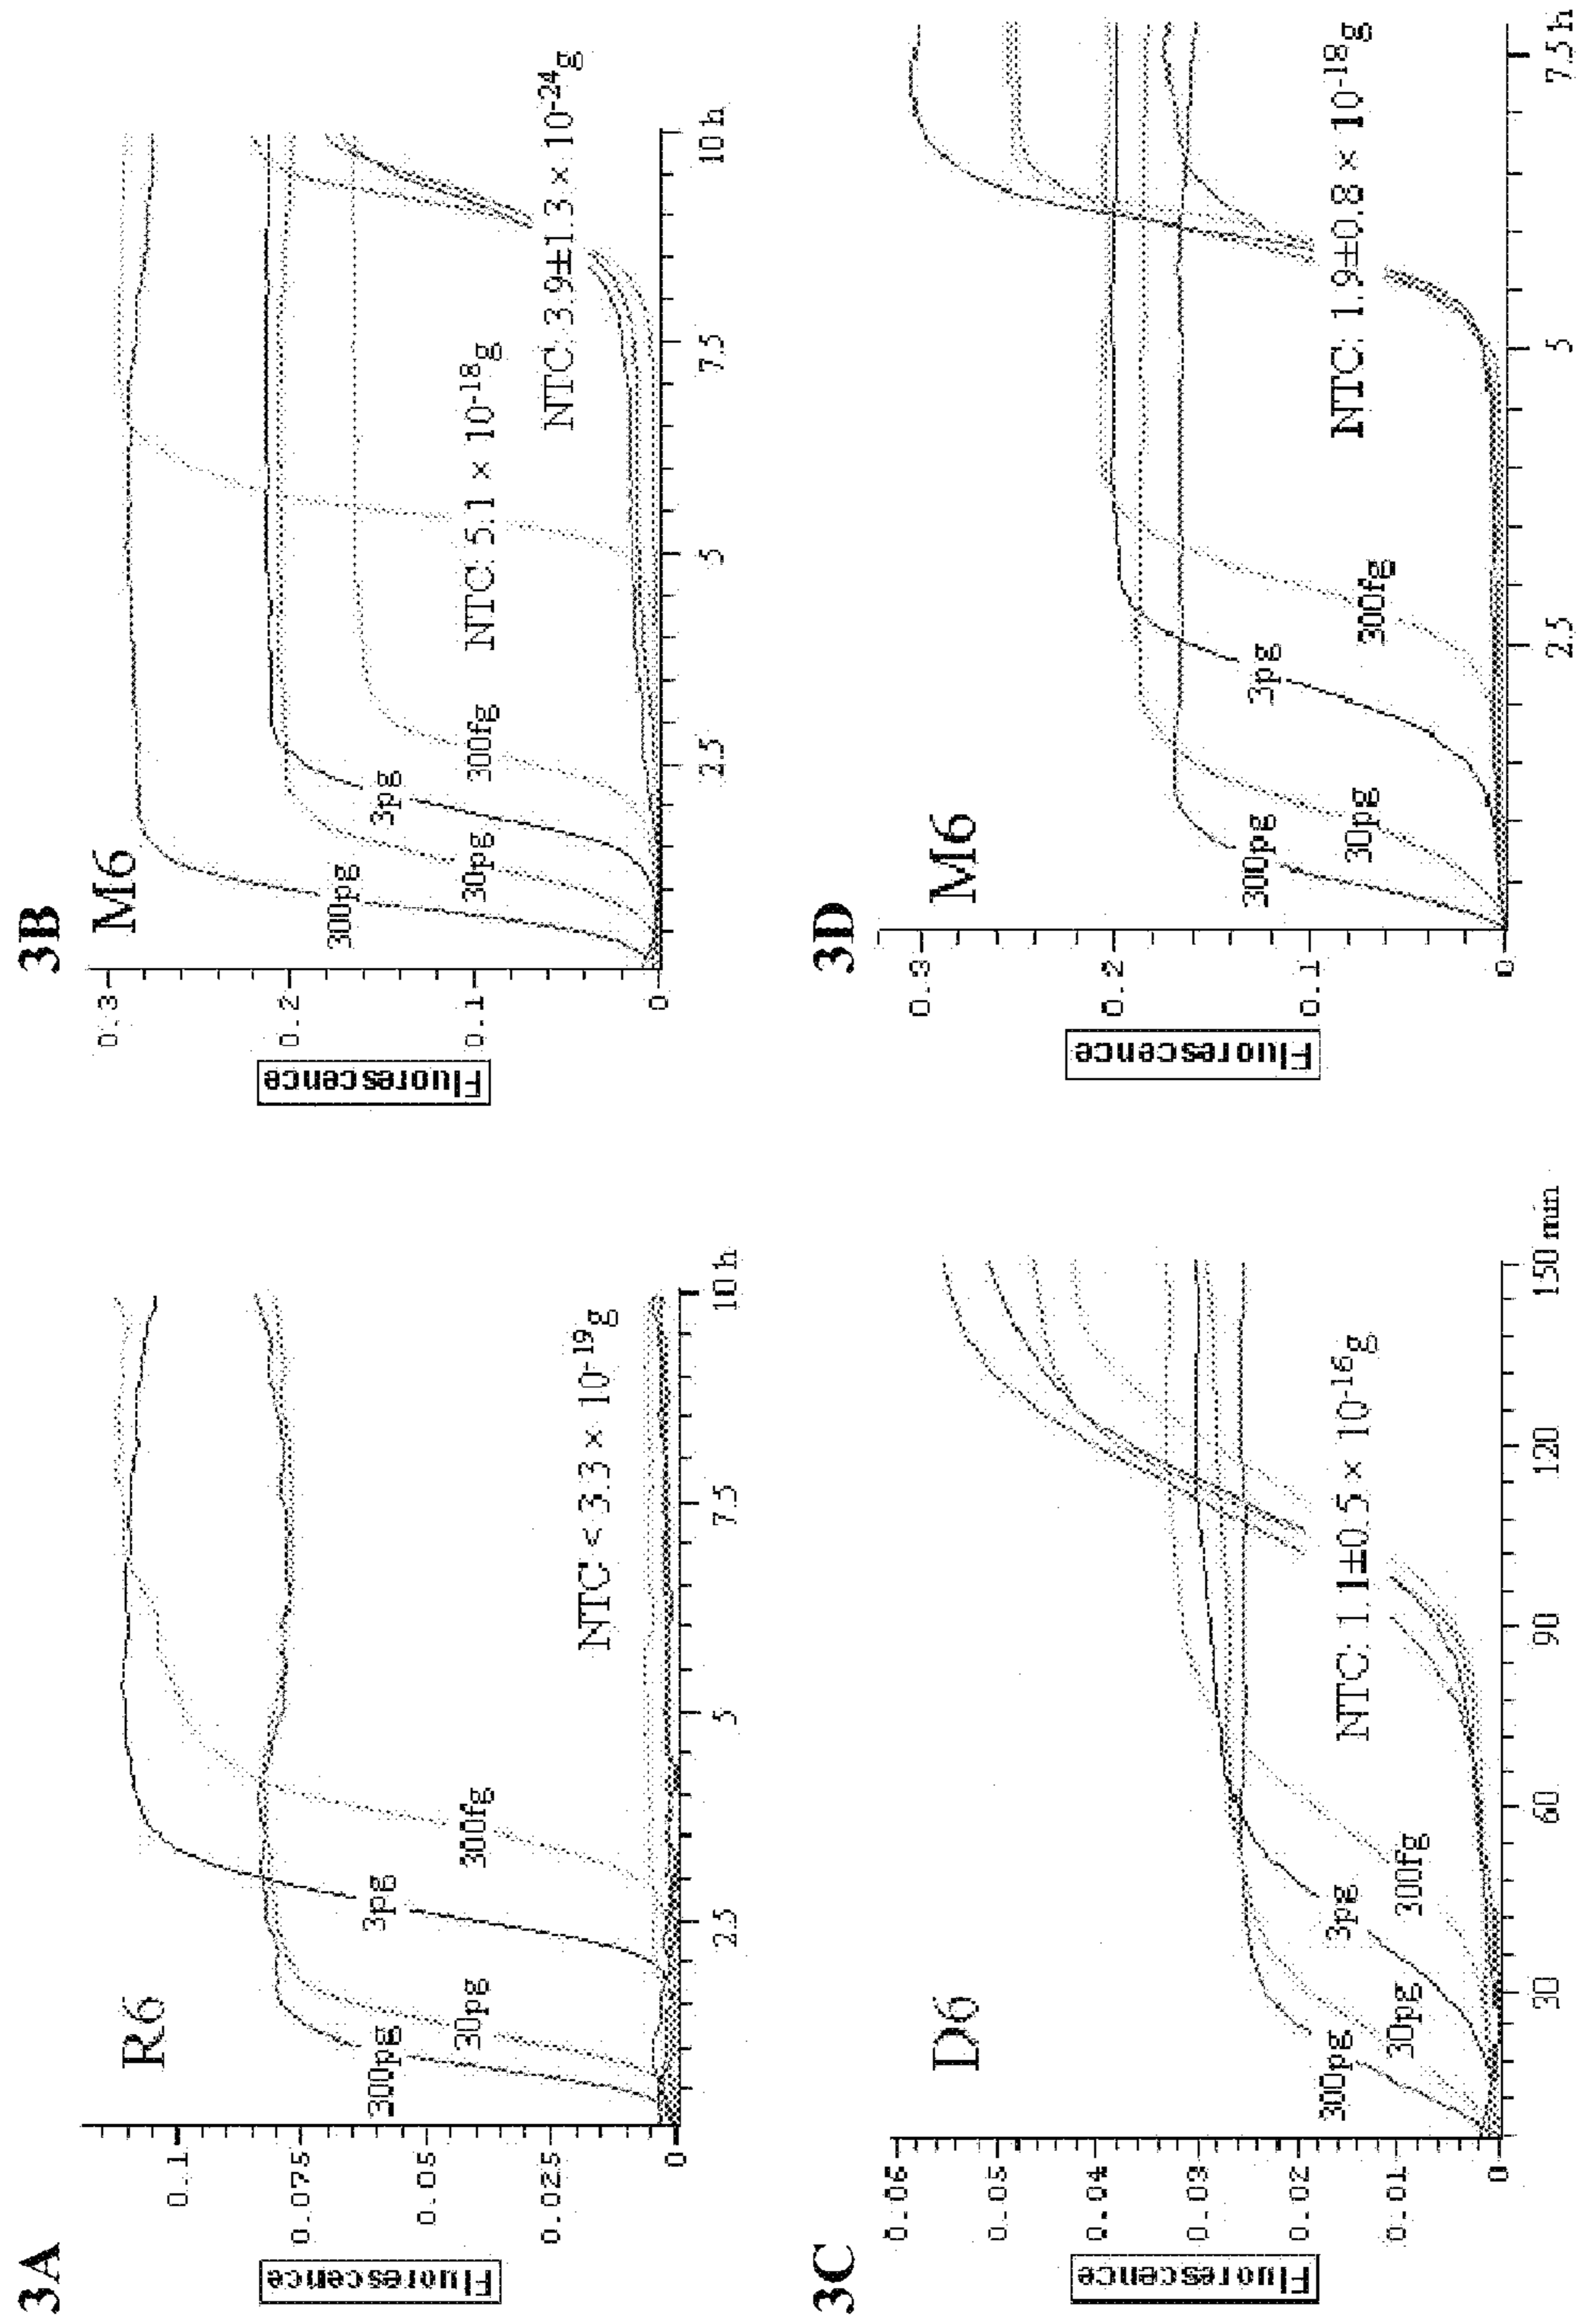 3A
R6
Fluorescence
0.1
0.075
0.05
0.025
0
300pg
30pg
3pg
300fg
NTC: < 3.3 × 10⁻¹⁹g
2.5
5
7.5
10 h
3B
M6
Fluorescence
0.3
0.2
0.1
0
300pg
30pg
3pg
300fg
NTC: 5.1 × 10⁻¹⁸g
NTC: 3.9±1.3 × 10⁻²⁴g
2.5
5
7.5
10 h
3C
D6
Fluorescence
0.06
0.05
0.04
0.03
0.02
0.01
0
300pg
30pg
3pg
300fg
NTC: 1.1±0.5 × 10⁻¹⁶g
30
60
90
120
150 min
3D
M6
Fluorescence
0.3
0.2
0.1
0
300pg
30pg
3pg
300fg
NTC: 1.9±0.8 × 10⁻¹⁸g
2.5
5
7.5 h